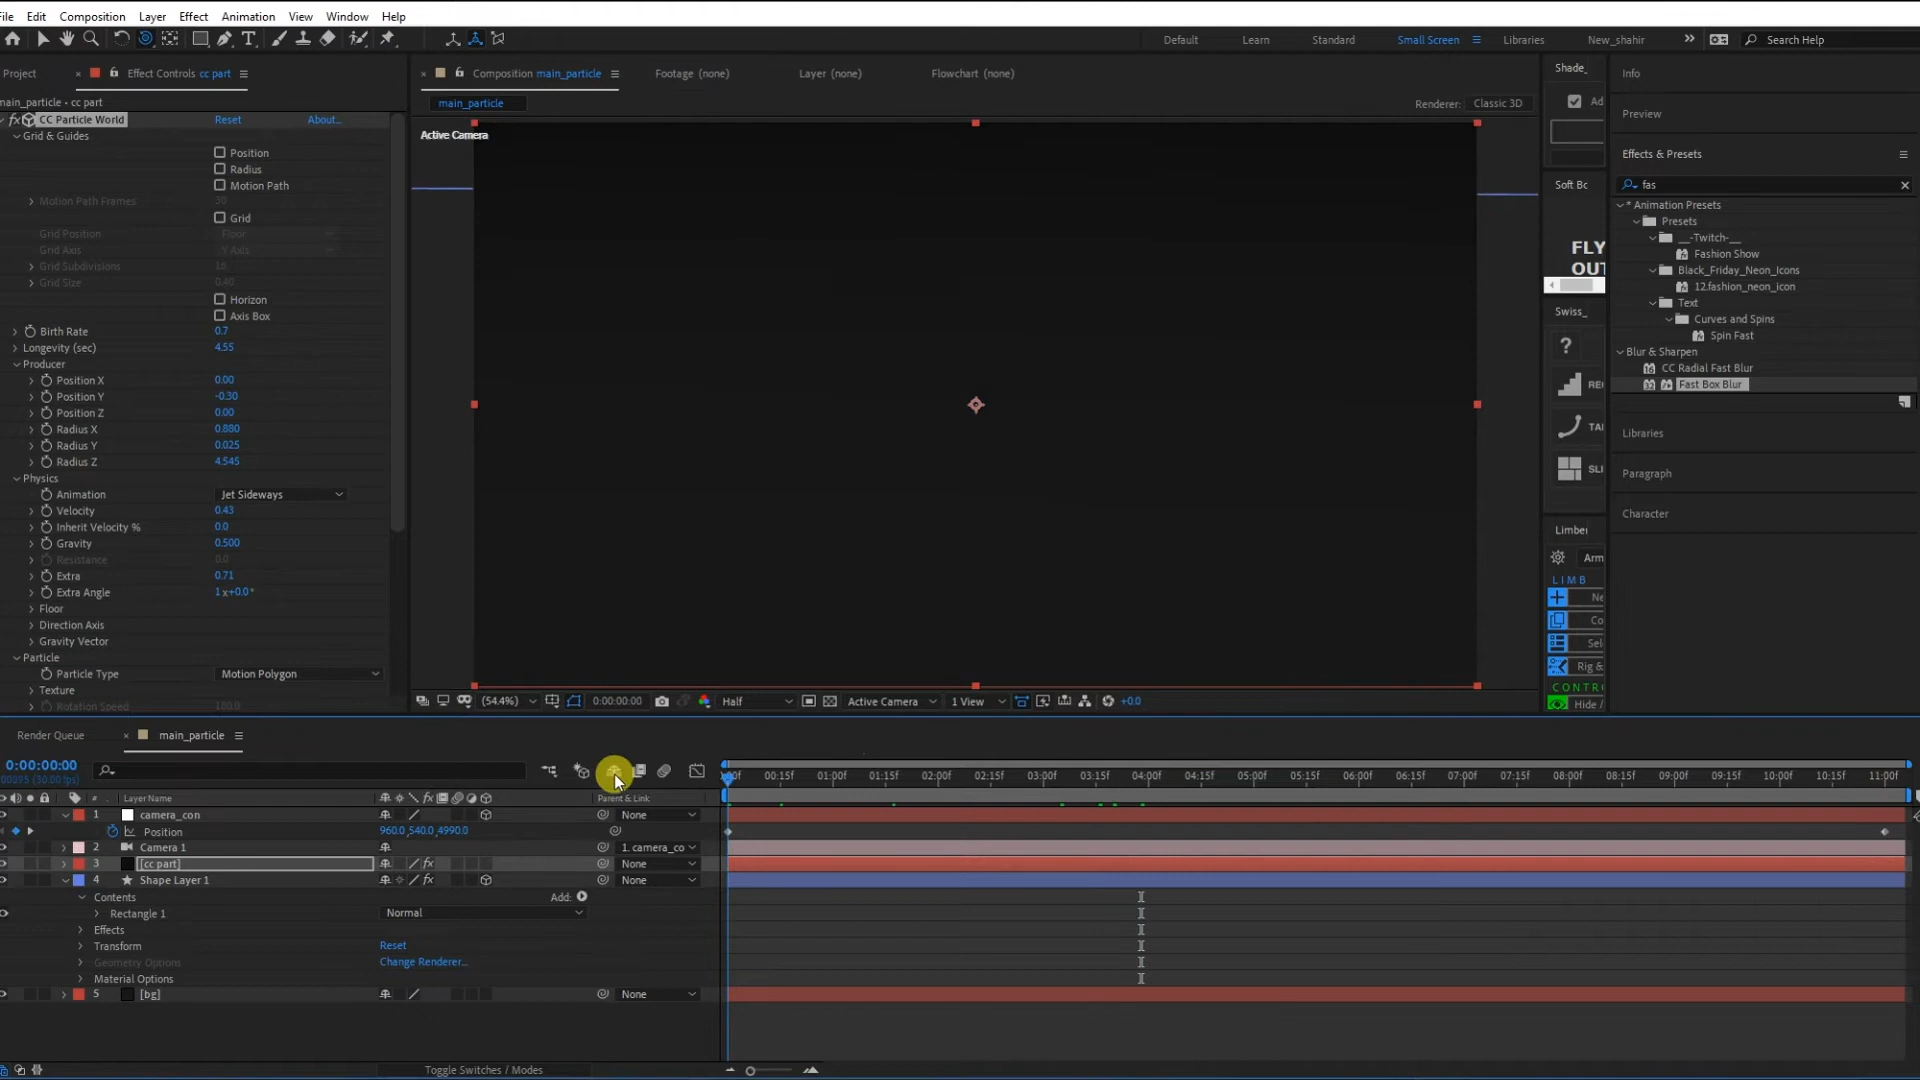 File Edit Composition Layer Effect Animation View Window Help
Default Learn Standard Small Screen Libraries New_shahir Search Help
Project Effect Controls cc part
main_particle • cc part
fx CC Particle World Reset About...
Grid & Guides
Position
Radius
Motion Path
Motion Path Frames 30
Grid
Grid Position Floor
Grid Axis Y Axis
Grid Subdivisions 16
Grid Size 0.40
Horizon
Axis Box
Birth Rate 0.7
Longevity (sec) 4.55
Producer
Position X 0.00
Position Y -0.30
Position Z 0.00
Radius X 0.880
Radius Y 0.025
Radius Z 4.545
Physics
Animation Jet Sideways
Velocity 0.43
Inherit Velocity % 0.0
Gravity 0.500
Resistance 0.0
Extra 0.71
Extra Angle 1x+0.0°
Floor
Direction Axis
Gravity Vector
Particle
Particle Type Motion Polygon
Texture
Rotation Speed 180.0
Composition main_particle Footage (none) Layer (none) Flowchart (none)
main_particle Renderer: Classic 3D
Active Camera
(54.4%) 0:00:00:00 Half Active Camera 1 View +0.0
Shade_
Ad
Soft Bo
FLY
OUT
Swiss_
?
RE
TA
SL
Limber
Arm
LIMB
Ne
Co
Sel
Rig &
CONTR
Hide /
Info
Preview
Effects & Presets
fas
* Animation Presets
Presets
__-Twitch-__
Fashion Show
Black_Friday_Neon_Icons
12.fashion_neon_icon
Text
Curves and Spins
Spin Fast
Blur & Sharpen
CC Radial Fast Blur
Fast Box Blur
Libraries
Paragraph
Character
Render Queue main_particle
0:00:00:00
(30.00 fps)
00:15f 01:00f 01:15f 02:00f 02:15f 03:00f 03:15f 04:00f 04:15f 05:00f 05:15f 06:00f 06:15f 07:00f 07:15f 08:00f 08:15f 09:00f 09:15f 10:00f 10:15f 11:00f
# Layer Name fx Parent & Link
1 camera_con None
Position 960.0,540.0,4990.0
2 Camera 1 1. camera_co
3 [cc part] fx None
4 Shape Layer 1 fx None
Contents Add:
Rectangle 1 Normal
Effects
Transform Reset
Geometry Options Change Renderer...
Material Options
5 [bg] None
Toggle Switches / Modes